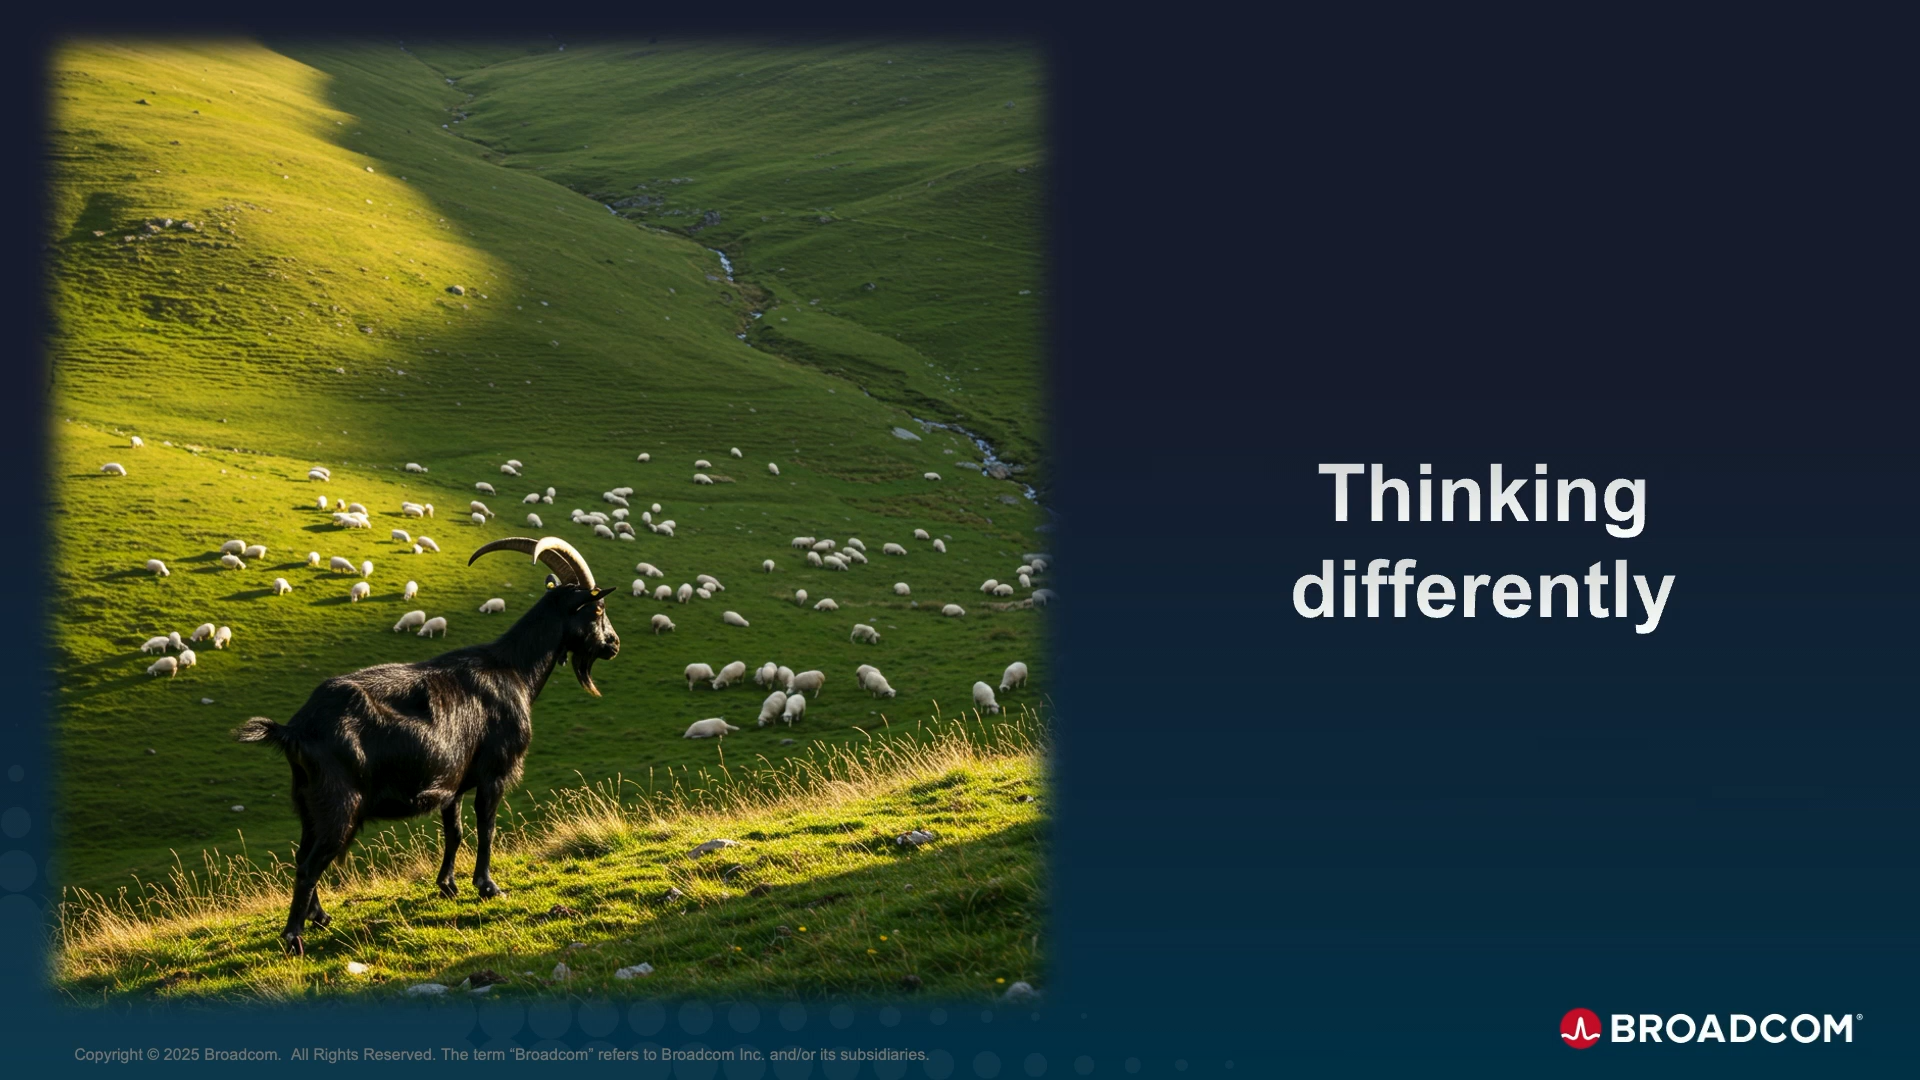 Thinking
differently
BROADCOM®
Copyright © 2025 Broadcom.  All Rights Reserved. The term “Broadcom” refers to Broadcom Inc. and/or its subsidiaries.